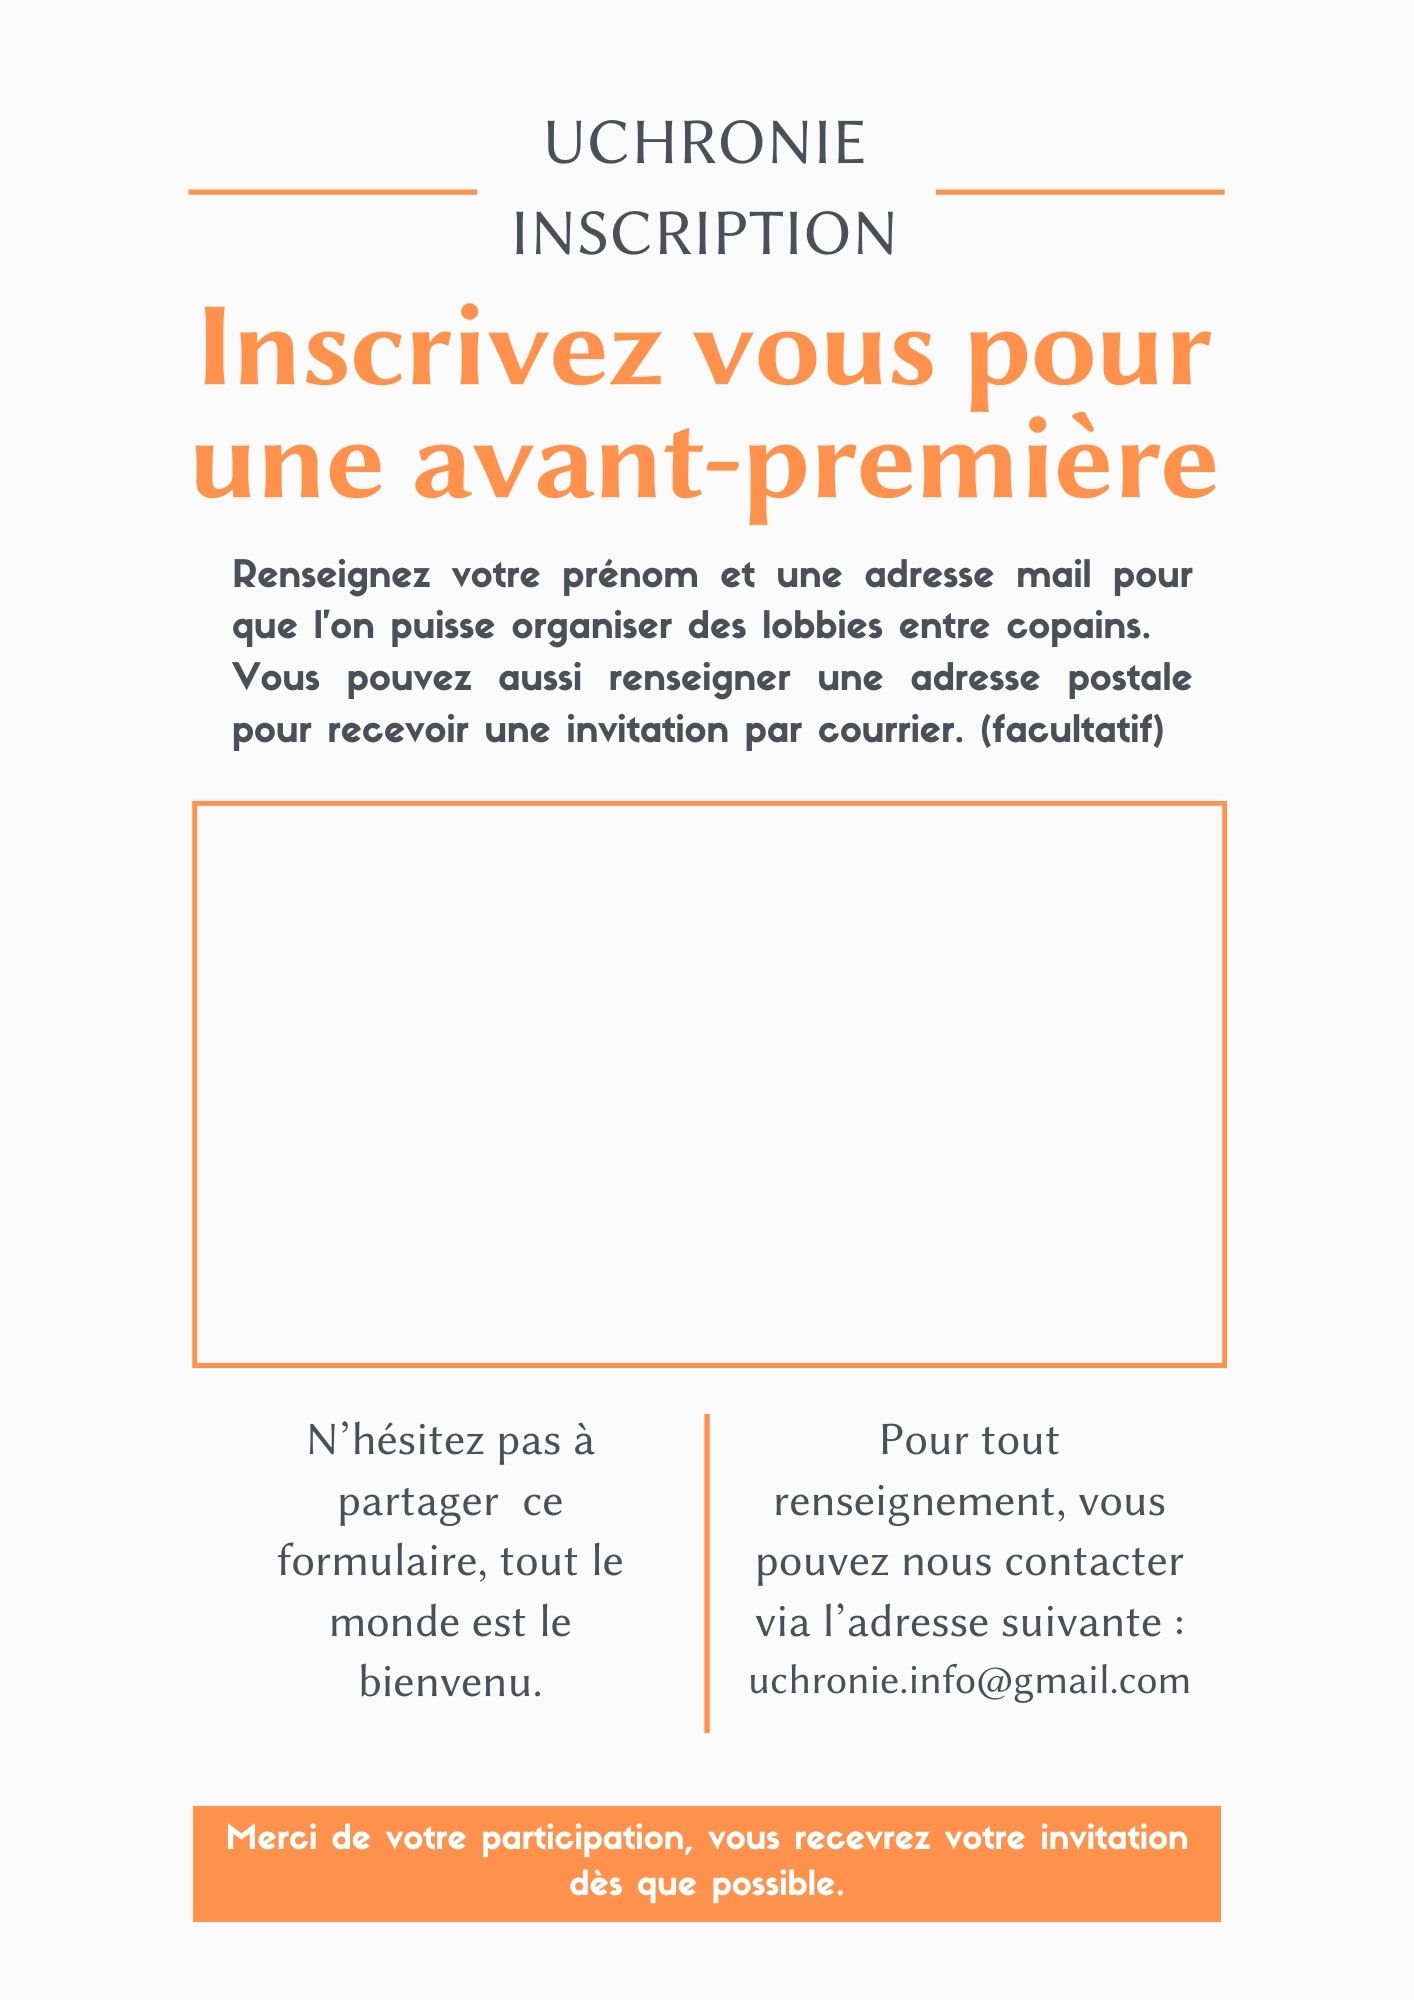 UCHRONIE
INSCRIPTION
Inscrivez vous pour
une avant-première
Renseignez votre prénom et une adresse mail pour
que l'on puisse organiser des lobbies entre copains.
Vous pouvez aussi renseigner une adresse postale
pour recevoir une invitation par courrier. (facultatif)
N’hésitez pas à
partager ce
formulaire, tout le
monde est le
bienvenu.
Pour tout
renseignement, vous
pouvez nous contacter
via l’adresse suivante :
uchronie.info@gmail.com
Merci de votre participation, vous recevrez votre invitation
dès que possible.